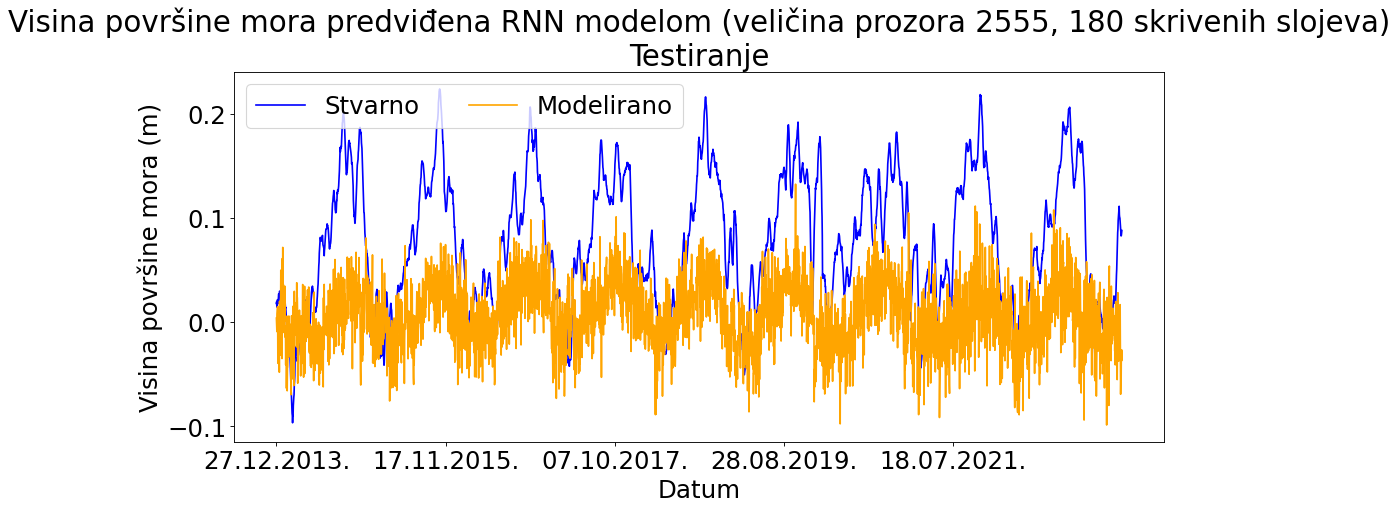 Visina površine mora predviđena RNN modelom (veličina prozora 2555, 180 skrivenih slojeva)
Testiranje
Stvarno Modelirano
Visina površine mora (m)
0.2
0.1
0.0
−0.1
27.12.2013. 17.11.2015. 07.10.2017. 28.08.2019. 18.07.2021.
Datum